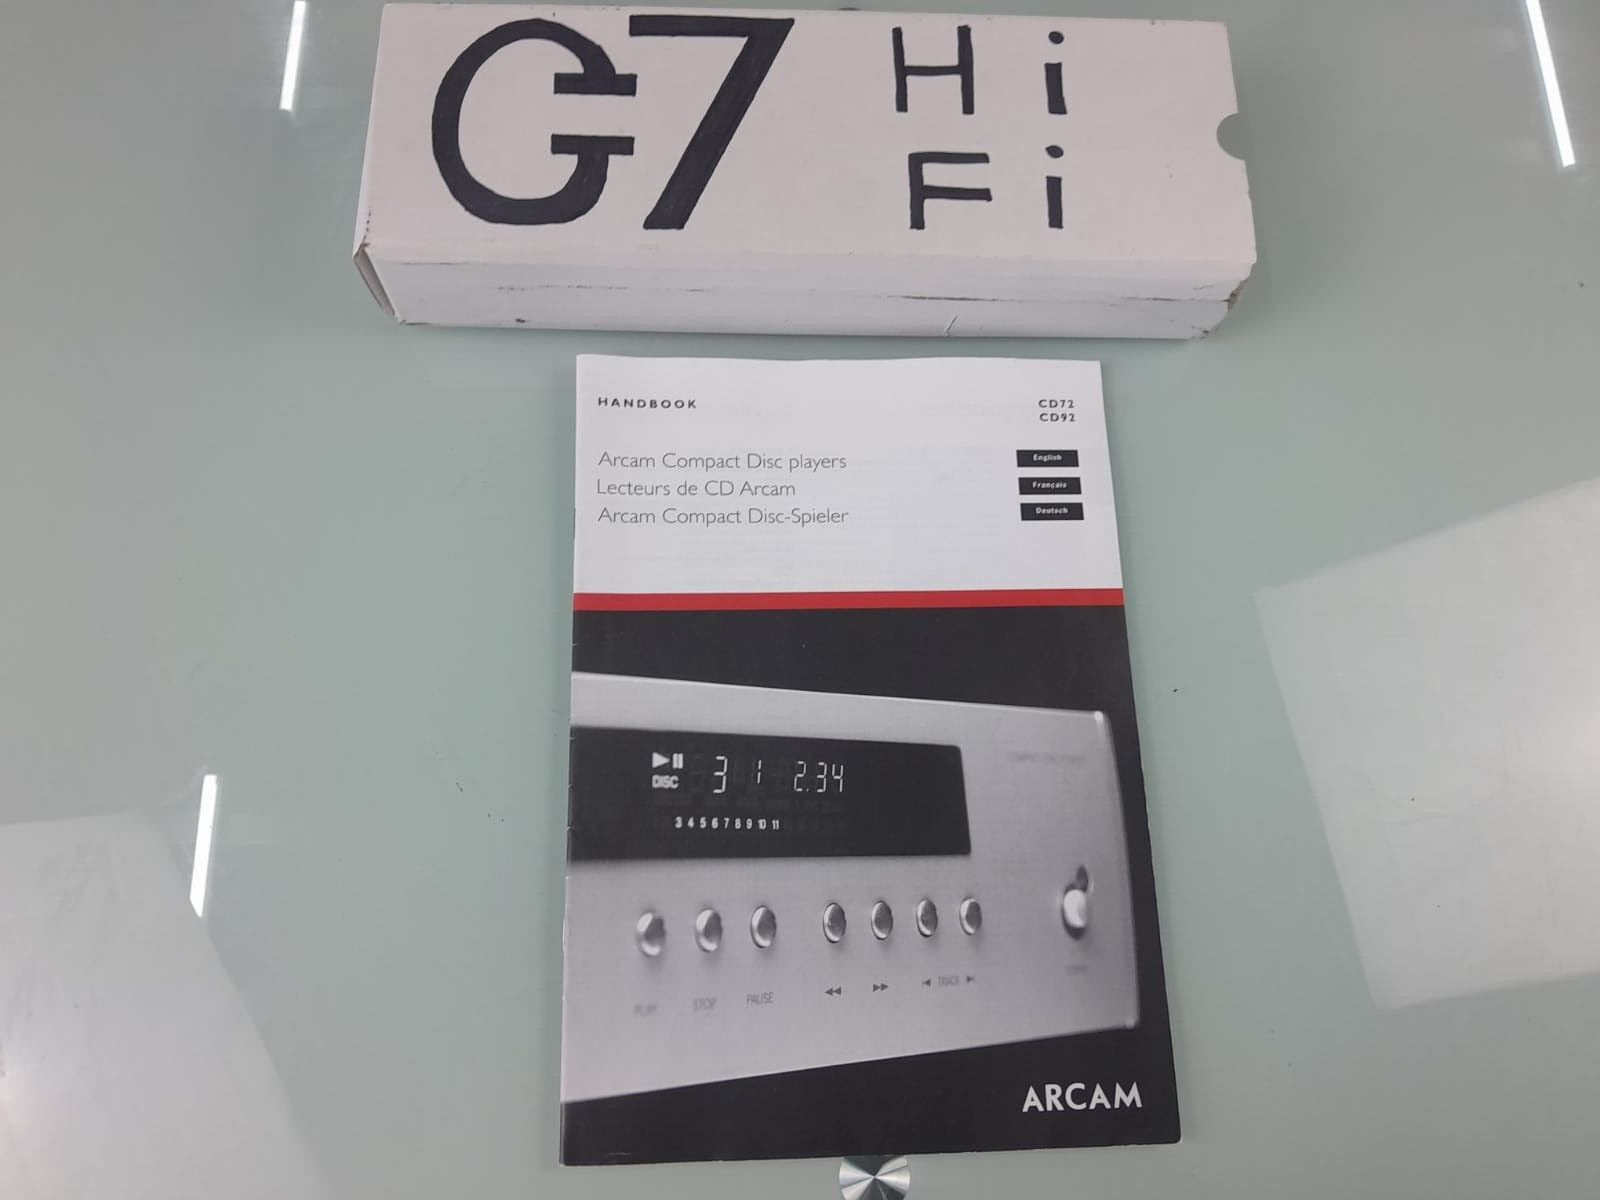 G7 Hi
Fi
HANDBOOK
CD72
CD92
Arcam Compact Disc players
English
Lecteurs de CD Arcam
Français
Arcam Compact Disc-Spieler
Deutsch
DISC 3 1 2.34
3 4 5 6 7 8 9 10 11
PLAY STOP PAUSE TRACK
ARCAM